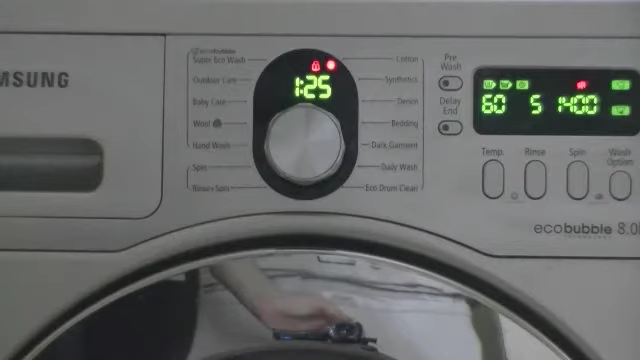 SAMSUNG
ecobubble
Super Eco Wash
Outdoor Care
Baby Care
Wool
Hand Wash
Spin
Rinse+Spin
1:25
Cotton
Synthetics
Denim
Bedding
Dark Garment
Daily Wash
Eco Drum Clean
Pre Wash
Delay End
60 5 1400
Temp. Rinse Spin Wash Option
ecobubble 8.0